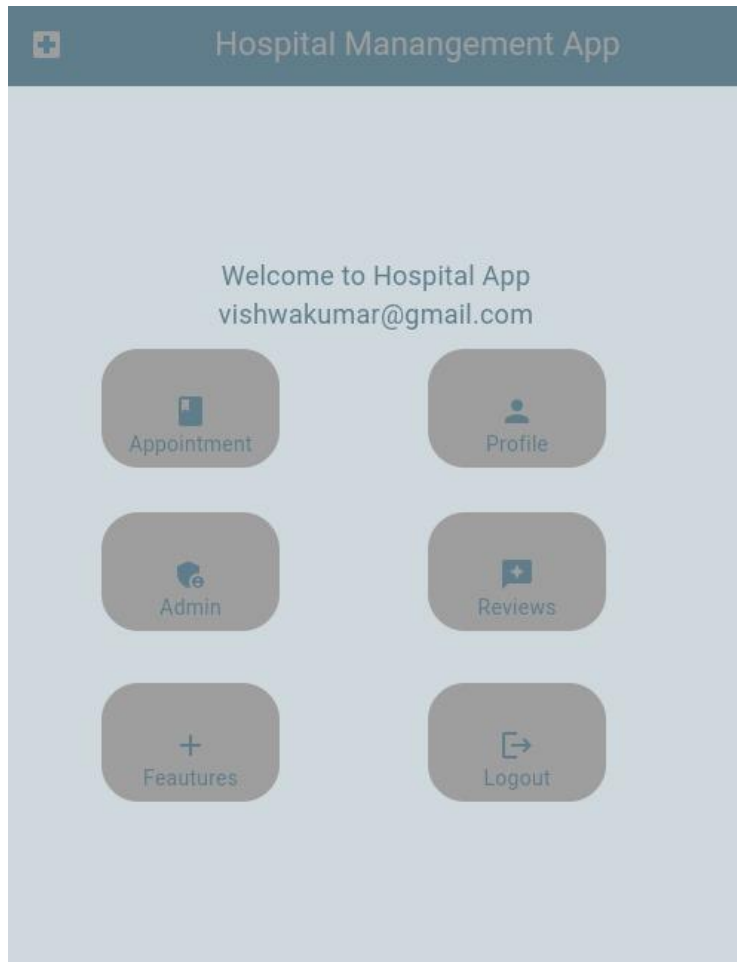 Hospital Manangement App
Welcome to Hospital App
vishwakumar@gmail.com
Appointment
Profile
Admin
Reviews
Feautures
Logout